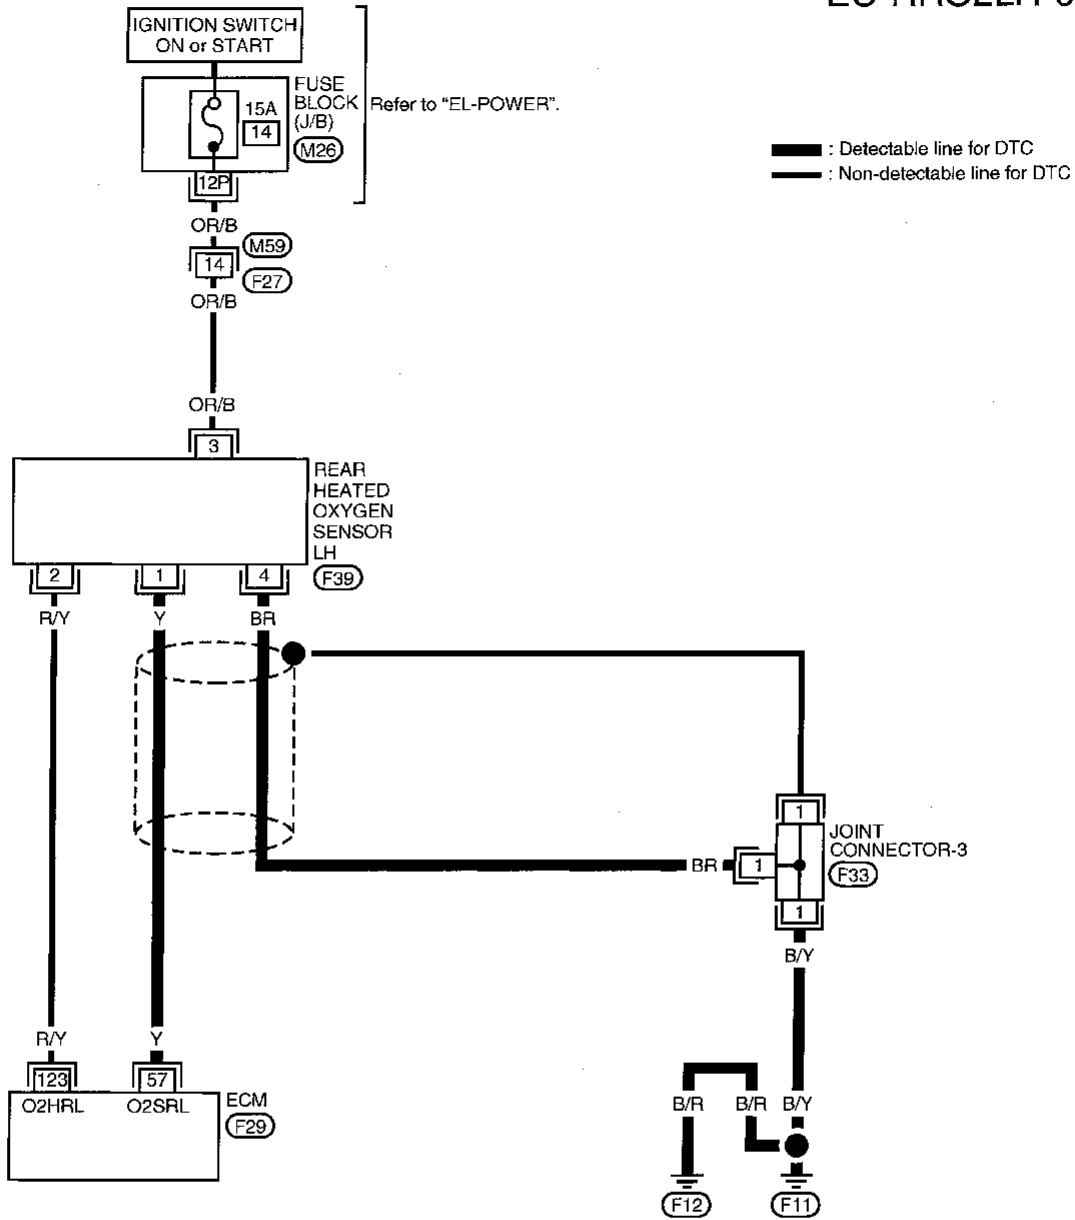 IGNITION SWITCH
ON or START
FUSE
BLOCK
(J/B)
15A
14
M26
Refer to "EL-POWER".
: Detectable line for DTC
: Non-detectable line for DTC
12P
OR/B
M59
14
F27
OR/B
OR/B
3
REAR
HEATED
OXYGEN
SENSOR
LH
F39
2
1
4
R/Y
Y
BR
1
JOINT
CONNECTOR-3
F33
BR
1
1
B/Y
R/Y
Y
123
57
O2HRL
O2SRL
ECM
F29
B/R
B/R
B/Y
F12
F11